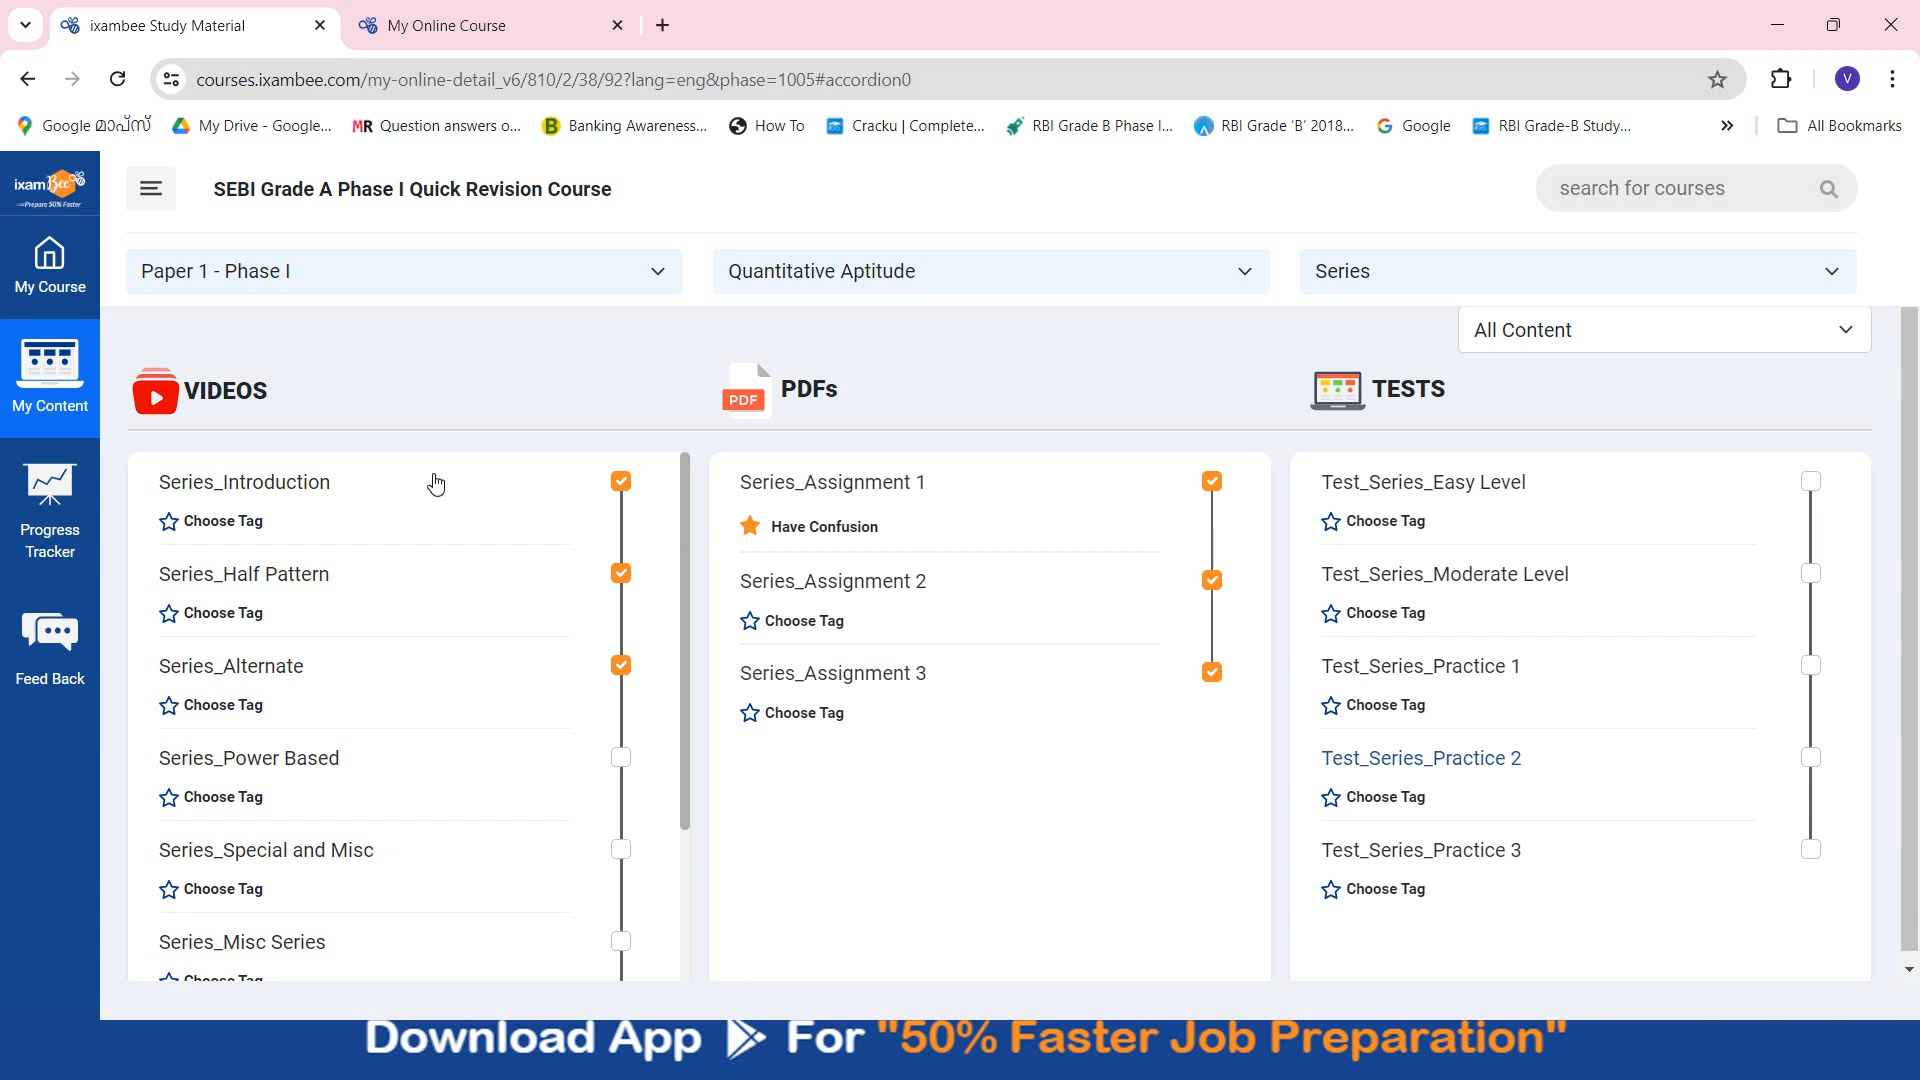 ixambee Study Material
My Online Course
courses.ixambee.com/my-online-detail_v6/810/2/38/92?lang=eng&phase=1005#accordion0
V
Google മാപ്സ്
My Drive - Google...
MR Question answers o...
B Banking Awareness...
How To
Cracku | Complete...
RBI Grade B Phase I...
RBI Grade 'B' 2018...
Google
RBI Grade-B Study...
All Bookmarks
ixamBee
Prepare 50% Faster
SEBI Grade A Phase I Quick Revision Course
search for courses
My Course
My Content
Progress
Tracker
Feed Back
Paper 1 - Phase I
Quantitative Aptitude
Series
All Content
VIDEOS
Series_Introduction
Choose Tag
Series_Half Pattern
Choose Tag
Series_Alternate
Choose Tag
Series_Power Based
Choose Tag
Series_Special and Misc
Choose Tag
Series_Misc Series
Choose Tag
PDF
PDFs
Series_Assignment 1
Have Confusion
Series_Assignment 2
Choose Tag
Series_Assignment 3
Choose Tag
TESTS
Test_Series_Easy Level
Choose Tag
Test_Series_Moderate Level
Choose Tag
Test_Series_Practice 1
Choose Tag
Test_Series_Practice 2
Choose Tag
Test_Series_Practice 3
Choose Tag
Download App For "50% Faster Job Preparation"